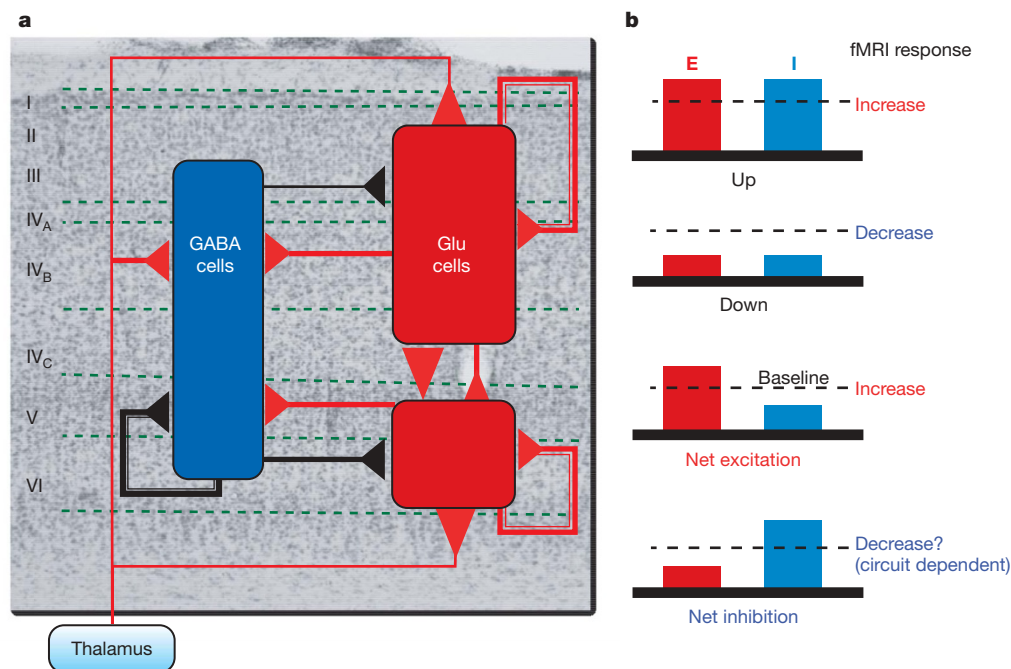 a
I
II
III
IVA
IVB
IVC
V
VI
GABA
cells
Glu
cells
Thalamus
b
fMRI response
E
I
Increase
Up
Decrease
Down
Baseline
Increase
Net excitation
Decrease?
(circuit dependent)
Net inhibition